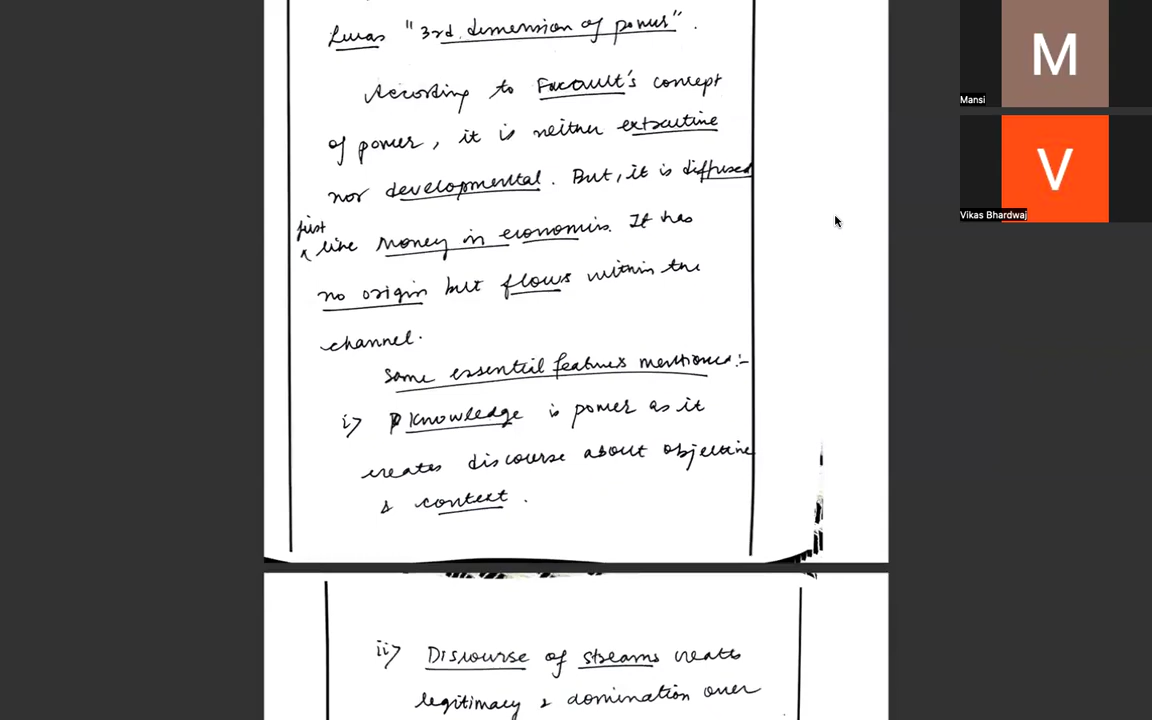 Lukas "3rd dimension of power".
According to Foucault's concept
of power, it is neither extractive
nor developmental. But, it is diffused
just
like Money in economics. It has
no origin but flows within the
channel.
Some essential features mentioned:-
i> Knowledge is power as it
creates discourse about objective
& context.
ii> Discourse of streams creates
legitimacy & domination over
M
Mansi
V
Vikas Bhardwaj